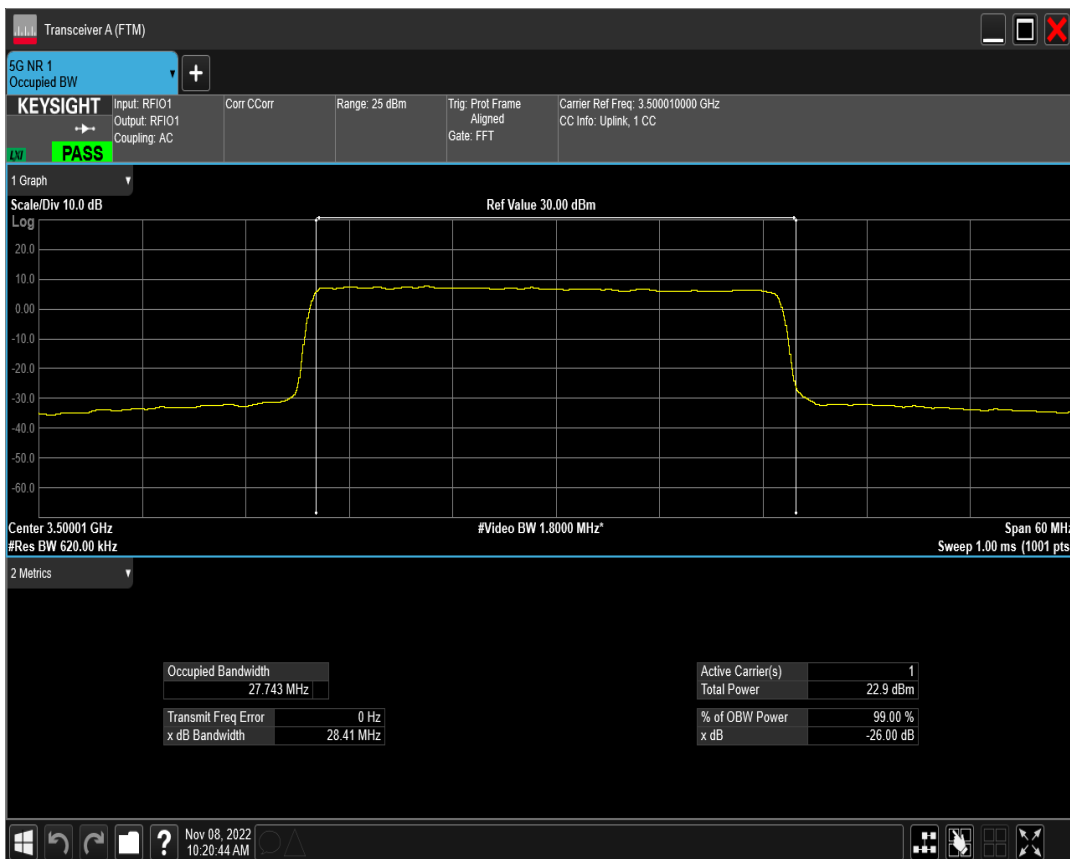 Transceiver A (FTM)
5G NR 1
Occupied BW
+
KEYSIGHT
LXI
PASS
Input: RFIO1
Output: RFIO1
Coupling: AC
Corr CCorr
Range: 25 dBm
Trig: Prot Frame
Aligned
Gate: FFT
Carrier Ref Freq: 3.500010000 GHz
CC Info: Uplink, 1 CC
1 Graph
Scale/Div 10.0 dB
Ref Value 30.00 dBm
Log
20.0
10.0
0.00
-10.0
-20.0
-30.0
-40.0
-50.0
-60.0
Center 3.50001 GHz
#Video BW 1.8000 MHz*
Span 60 MHz
#Res BW 620.00 kHz
Sweep 1.00 ms (1001 pts
2 Metrics
Occupied Bandwidth
27.743 MHz
Transmit Freq Error 0 Hz
x dB Bandwidth 28.41 MHz
Active Carrier(s) 1
Total Power 22.9 dBm
% of OBW Power 99.00 %
x dB -26.00 dB
?
Nov 08, 2022
10:20:44 AM